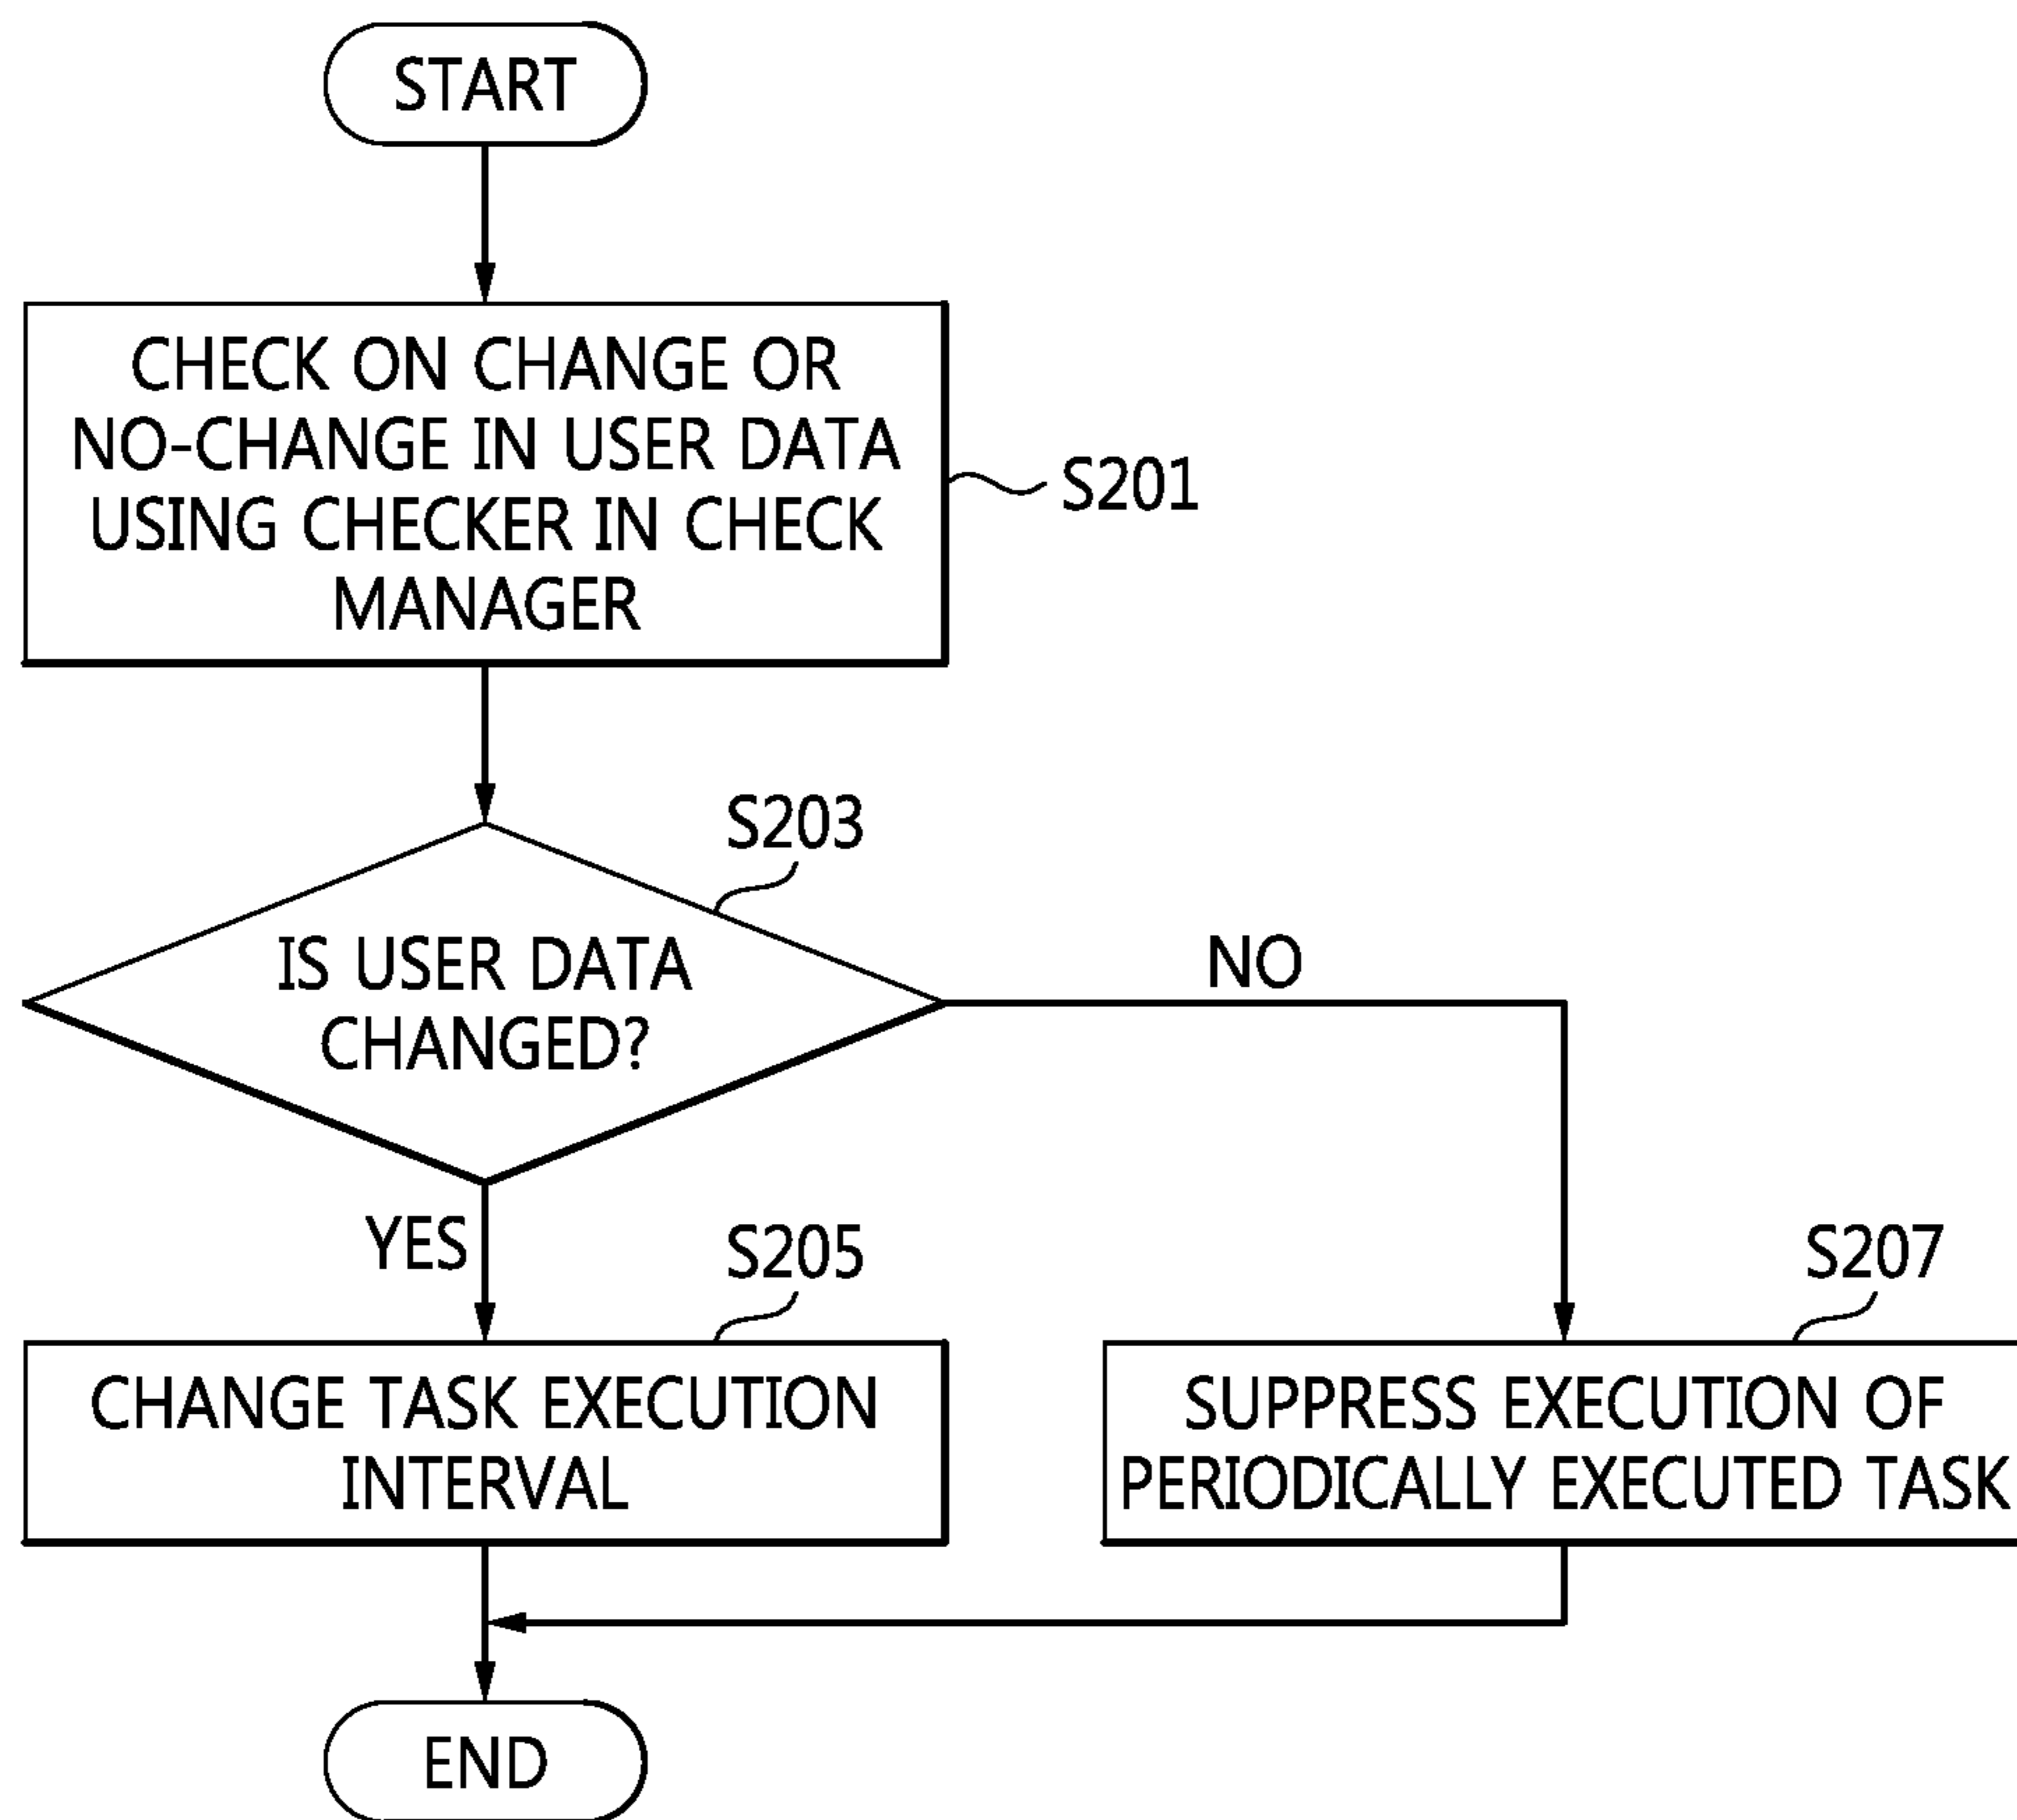 START
CHECK ON CHANGE OR
NO-CHANGE IN USER DATA
USING CHECKER IN CHECK
MANAGER
S201
S203
IS USER DATA
CHANGED?
NO
YES
S205
S207
CHANGE TASK EXECUTION
INTERVAL
SUPPRESS EXECUTION OF
PERIODICALLY EXECUTED TASK
END